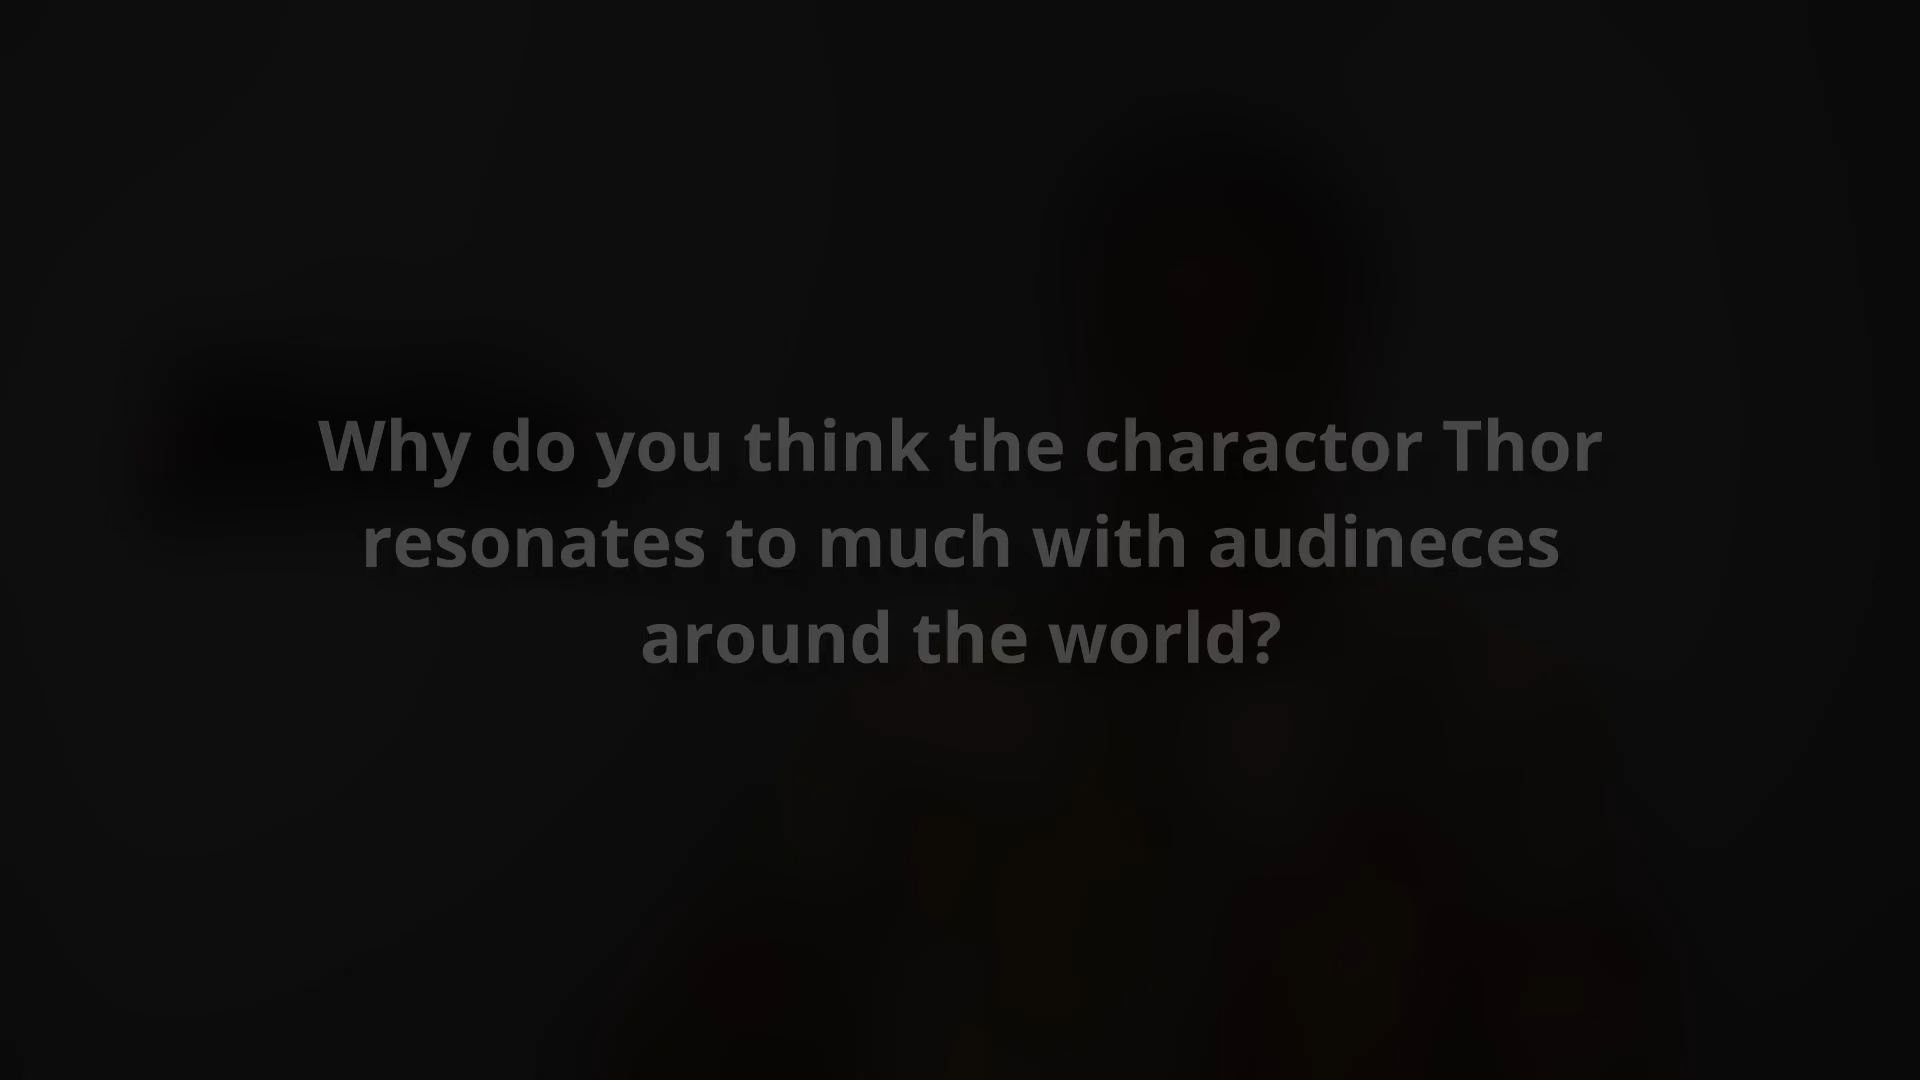 Why do you think the charactor Thor
resonates to much with audineces
around the world?